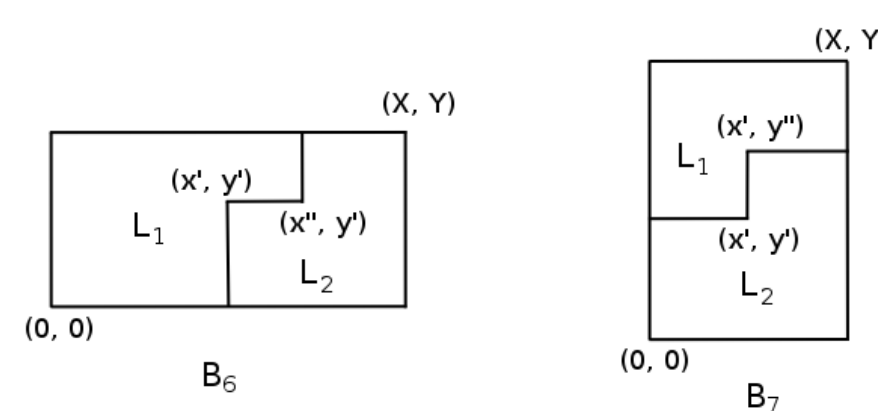 (X, Y)
(x', y')
L1
(x'', y')
L2
(0, 0)
B6
(X, Y
(x', y'')
L1
(x', y')
L2
(0, 0)
B7